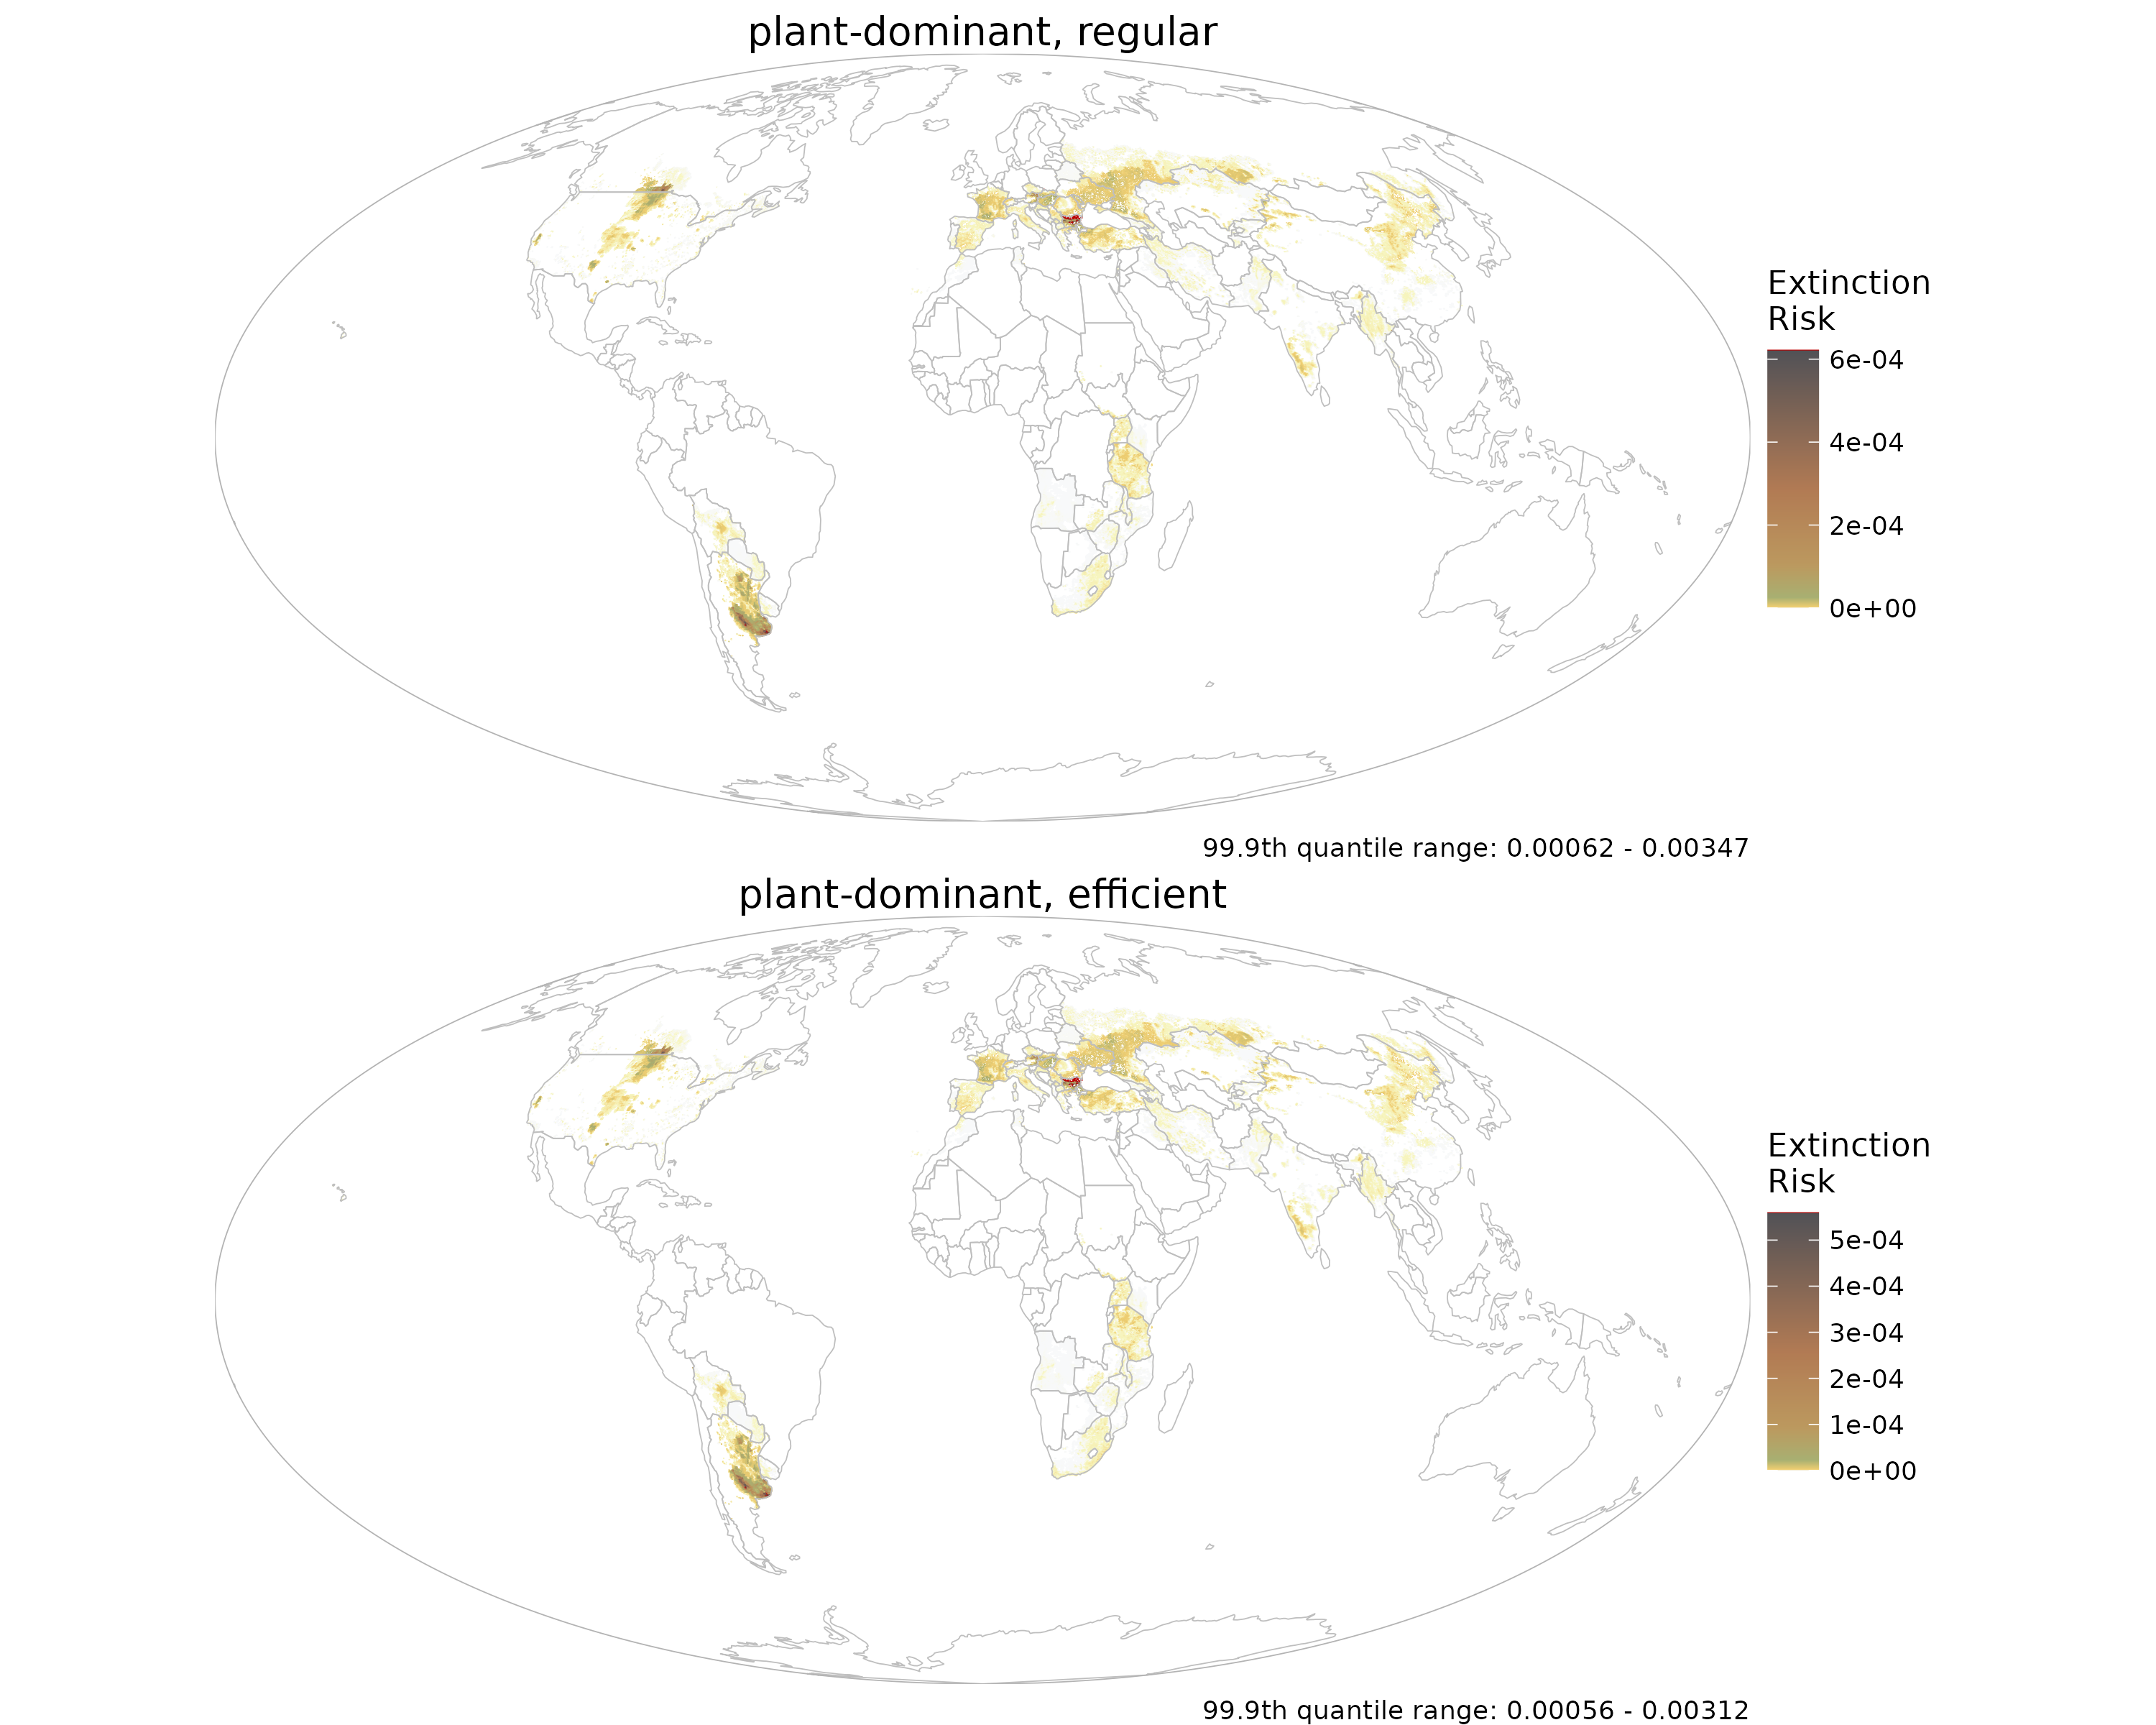 plant-dominant, regular
Extinction
Risk
6e-04
4e-04
2e-04
0e+00
99.9th quantile range: 0.00062 - 0.00347
plant-dominant, efficient
Extinction
Risk
5e-04
4e-04
3e-04
2e-04
1e-04
0e+00
99.9th quantile range: 0.00056 - 0.00312